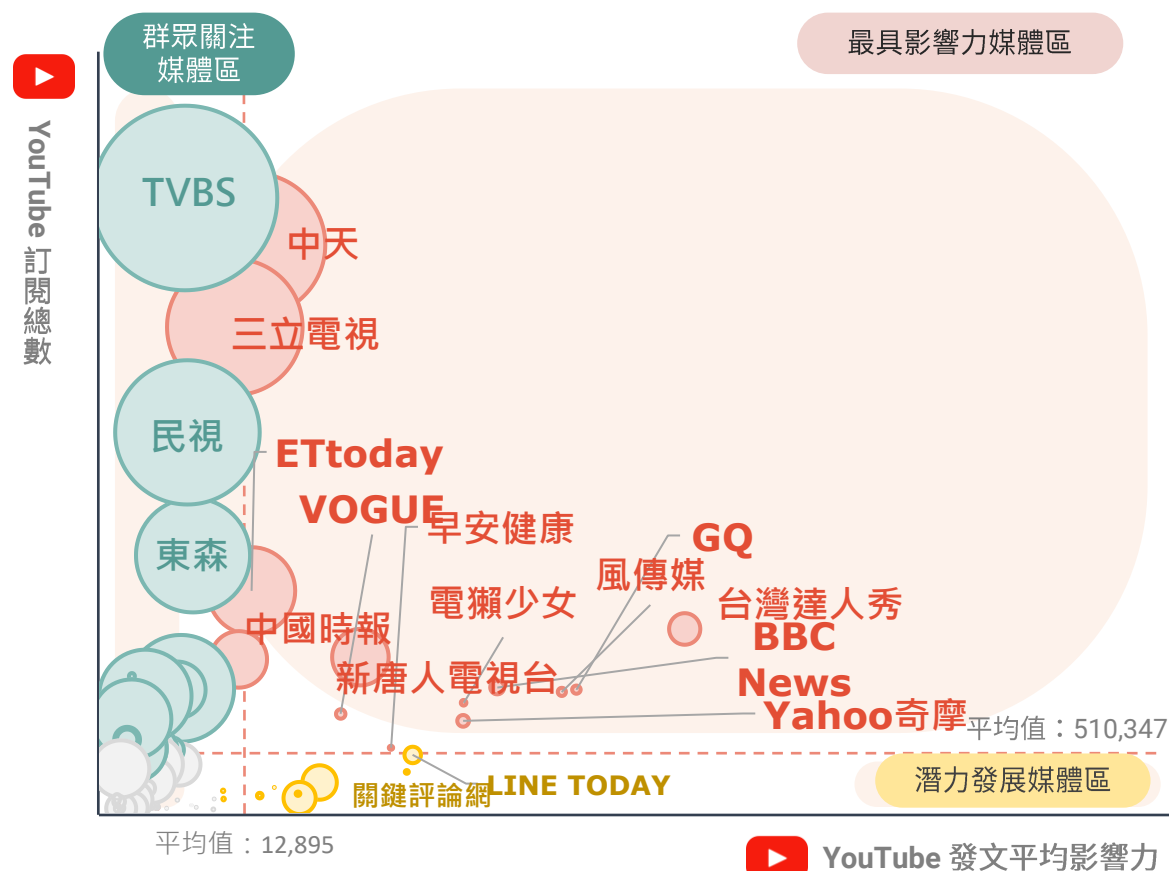 群眾關注
媒體區
最具影響力媒體區
YouTube 訂閱總數
TVBS
中天
三立電視
民視
ETtoday
VOGUE
早安健康
GQ
東森
風傳媒
電獺少女
台灣達人秀
中國時報
BBC
News
新唐人電視台
Yahoo奇摩
平均值：510,347
潛力發展媒體區
LINE TODAY
關鍵評論網
平均值：12,895
YouTube 發文平均影響力